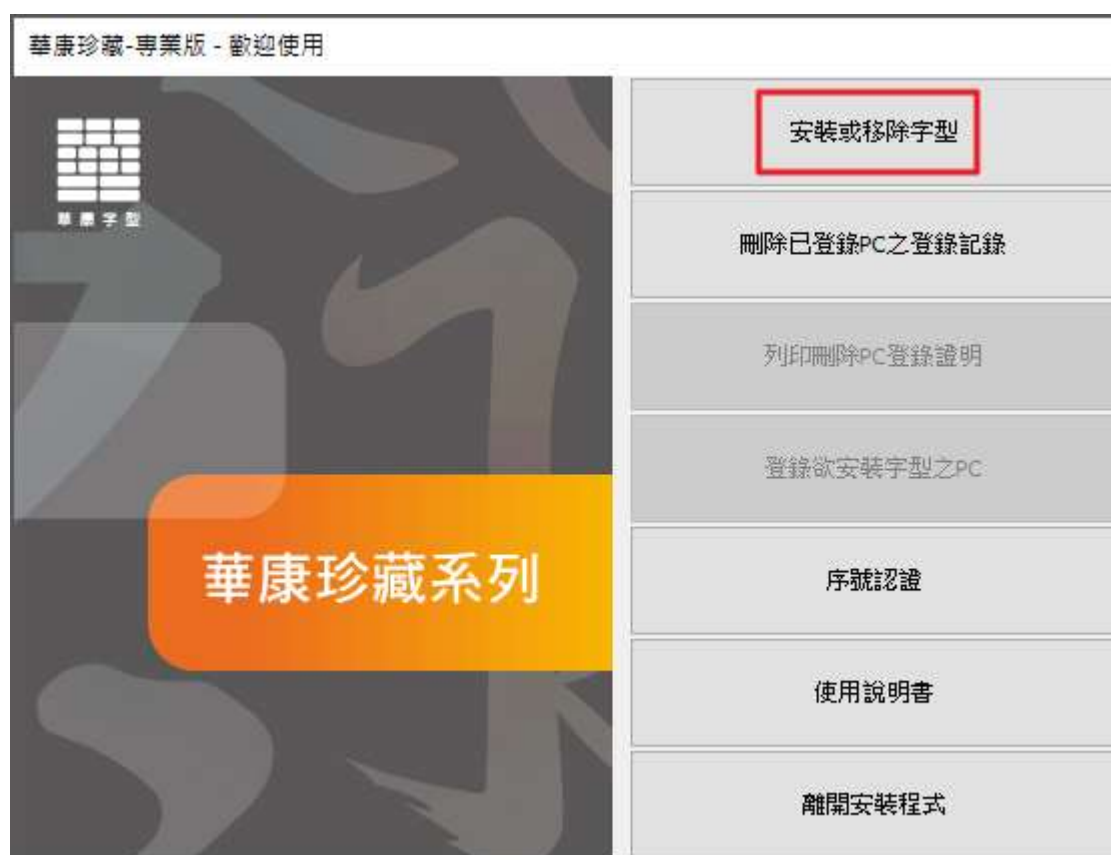 華康珍藏-專業版 - 歡迎使用
華康字型
華康珍藏系列
安裝或移除字型
刪除已登錄PC之登錄記錄
列印刪除PC登錄證明
登錄欲安裝字型之PC
序號認證
使用說明書
離開安裝程式